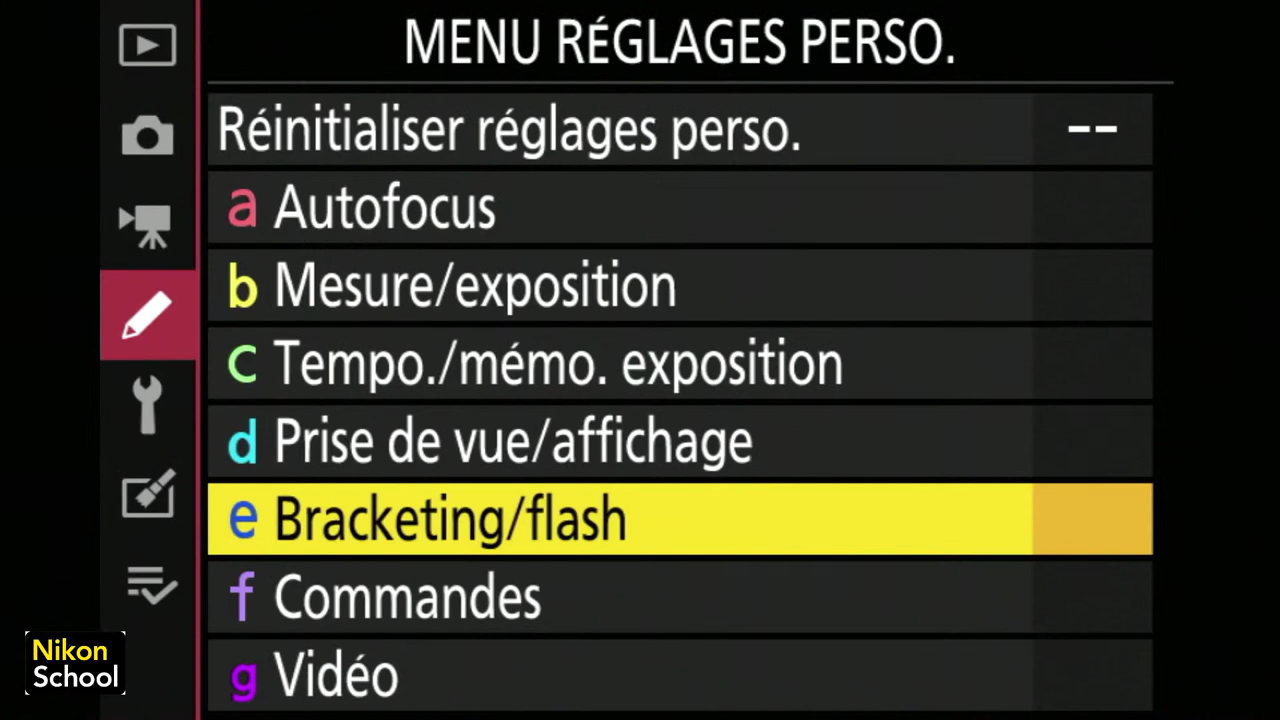 MENU RÉGLAGES PERSO.
Réinitialiser réglages perso. --
a Autofocus
b Mesure/exposition
c Tempo./mémo. exposition
d Prise de vue/affichage
e Bracketing/flash
f Commandes
g Vidéo
Nikon
School